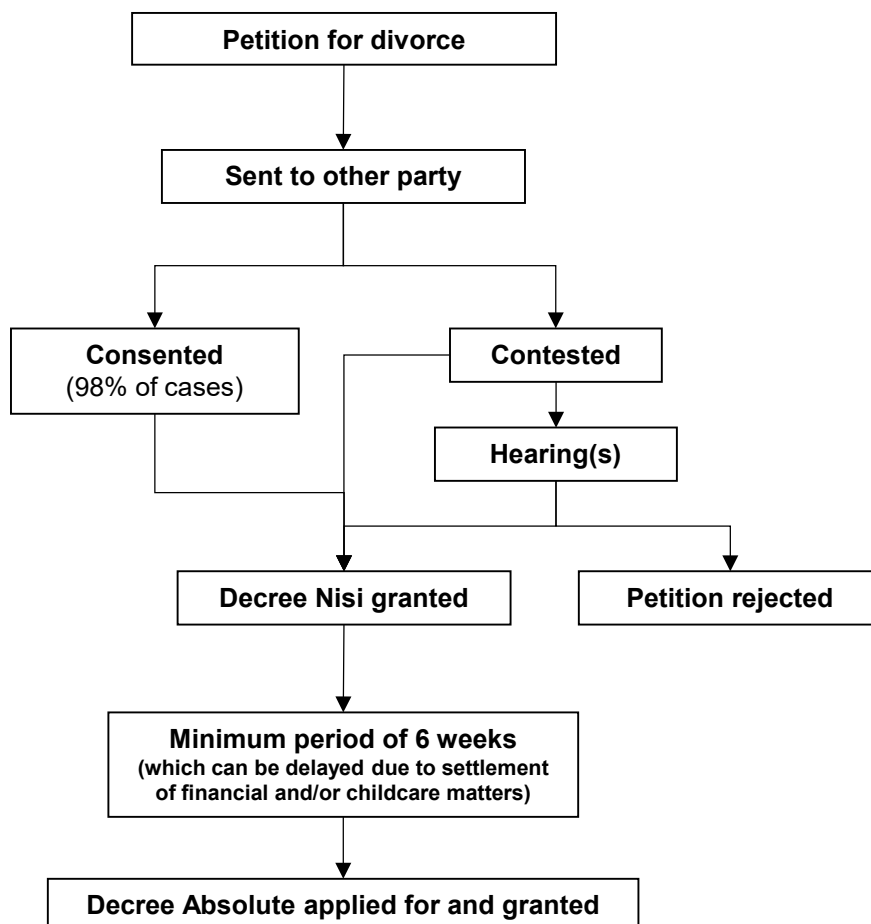 Petition for divorce
Sent to other party
Consented
(98% of cases)
Contested
Hearing(s)
Decree Nisi granted
Petition rejected
Minimum period of 6 weeks
(which can be delayed due to settlement
of financial and/or childcare matters)
Decree Absolute applied for and granted